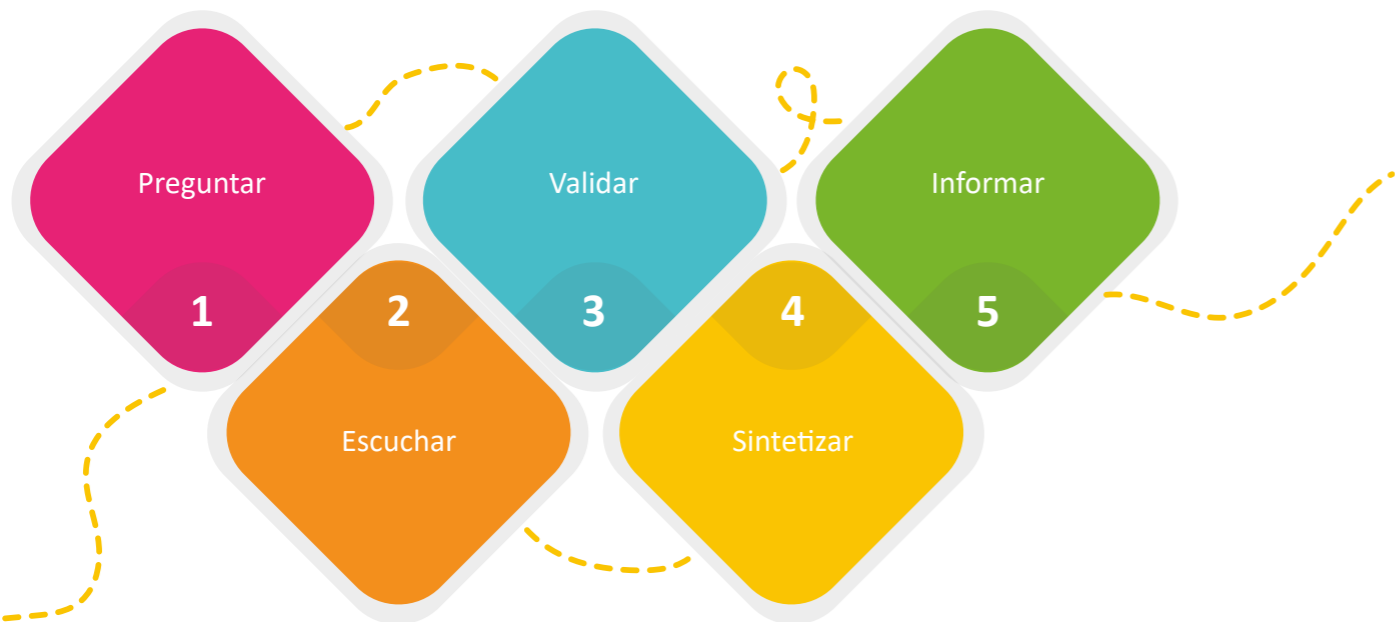 Preguntar
1
2
Escuchar
Validar
3
4
Sintetizar
Informar
5